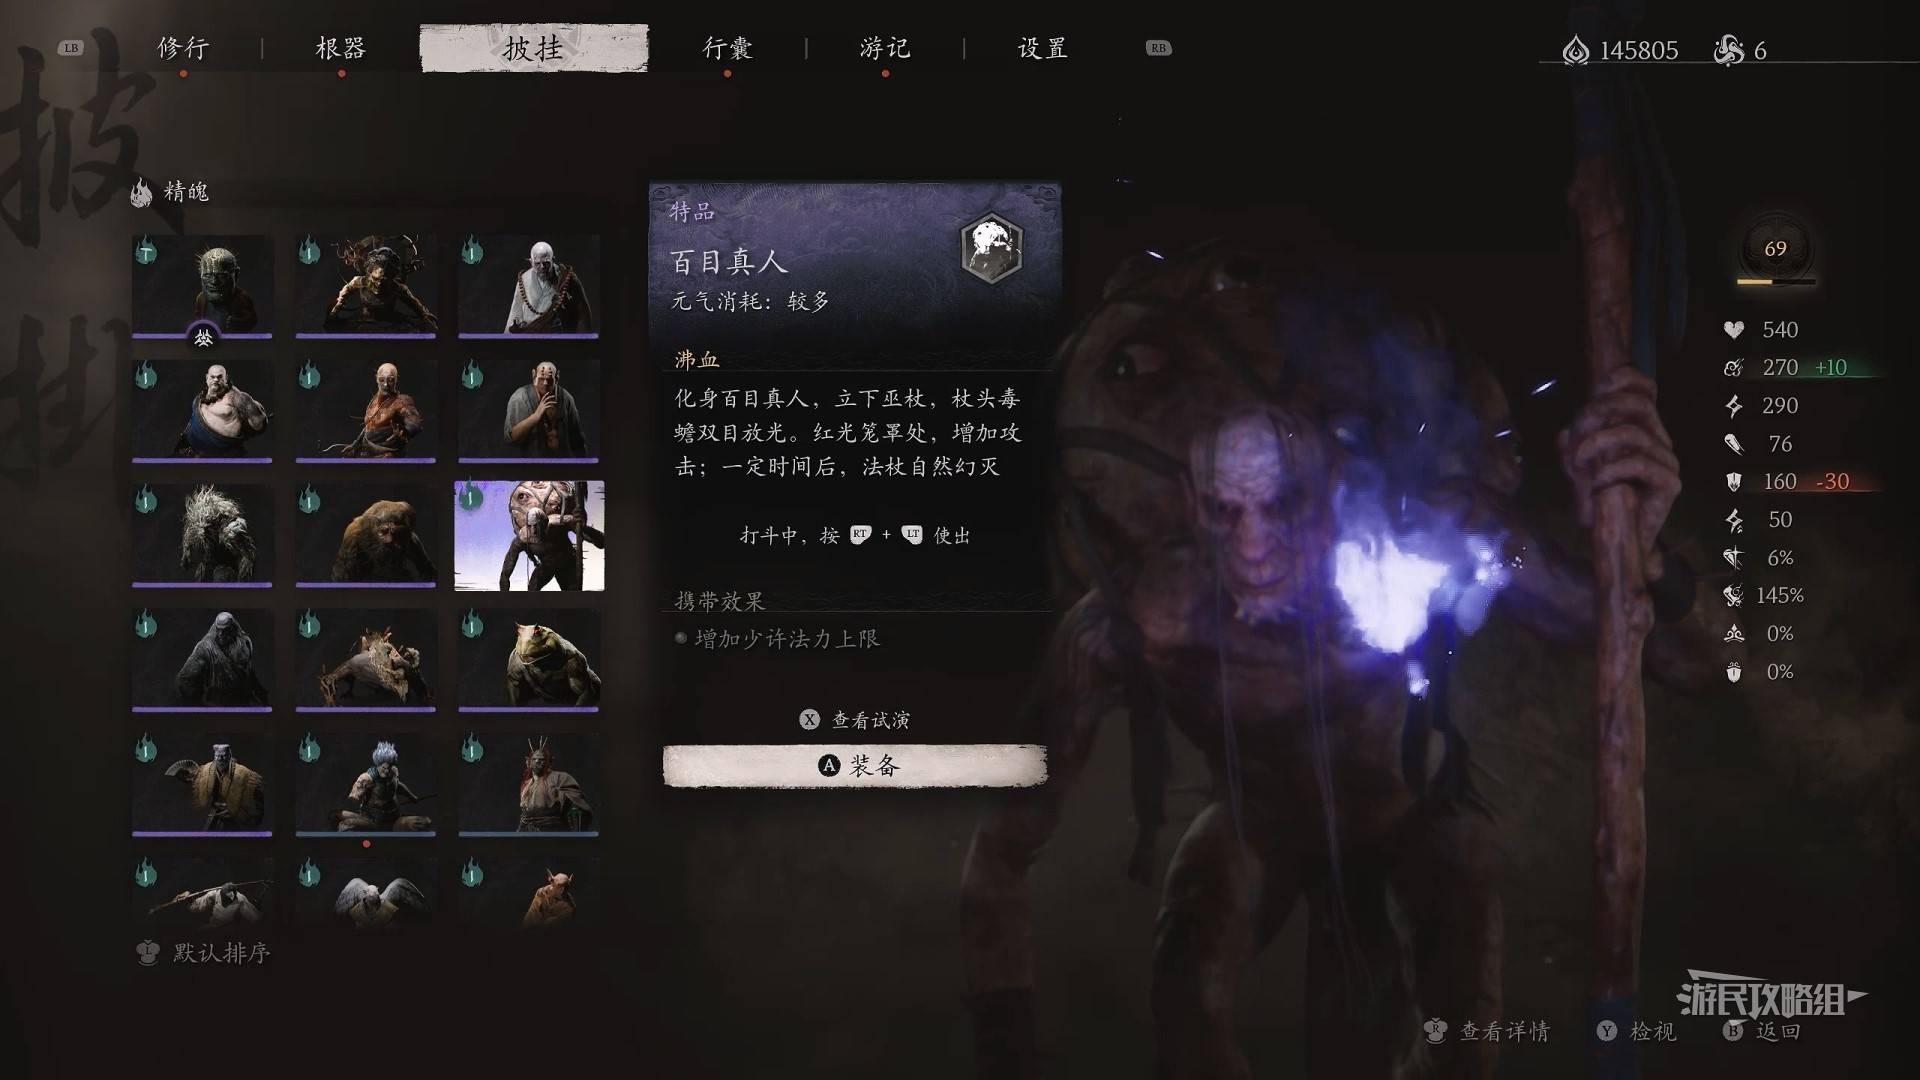 LB 修行 根器 披挂 行囊 游记 设置 RB 145805 6
披挂
精魄
特品
百目真人
元气消耗：较多
沸血
化身百目真人，立下巫杖，杖头毒
蟾双目放光。红光笼罩处，增加攻
击；一定时间后，法杖自然幻灭
打斗中，按 RT + LT 使出
携带效果
增加少许法力上限
X 查看试演
A 装备
69
540
270 +10
290
76
160 -30
50
6%
145%
0%
0%
L 默认排序
游民攻略组
R 查看详情 Y 检视 B 返回